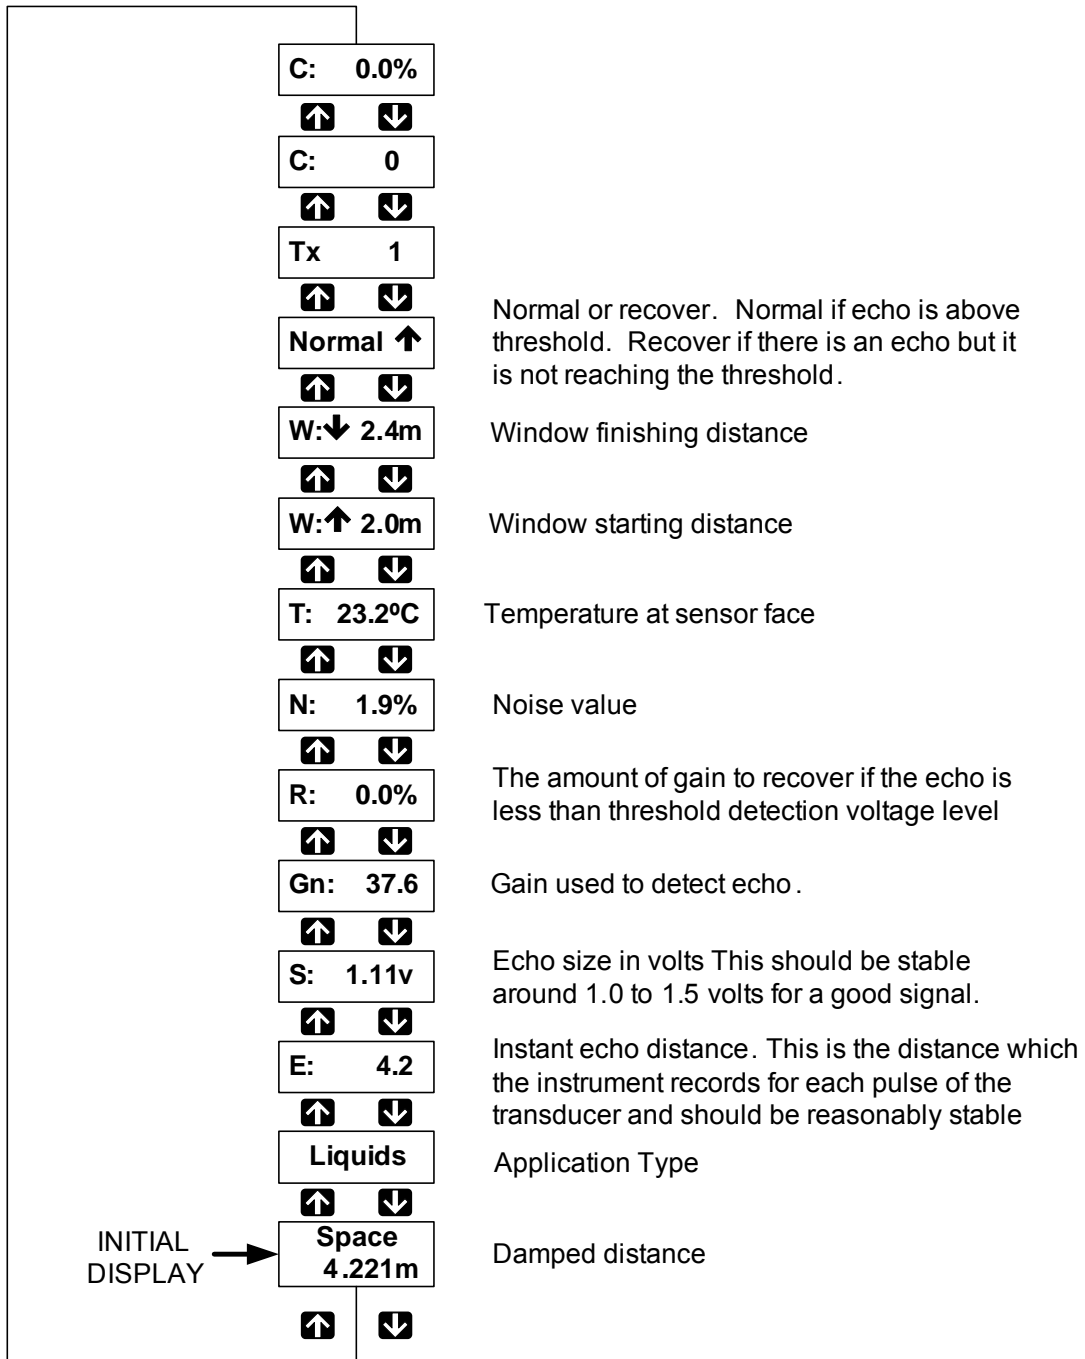 C: 0.0%
C: 0
Tx 1
Normal or recover. Normal if echo is above
Normal ↑
threshold. Recover if there is an echo but it
is not reaching the threshold.
W:↓ 2.4m
Window finishing distance
W:↑ 2.0m
Window starting distance
T: 23.2ºC
Temperature at sensor face
N: 1.9%
Noise value
The amount of gain to recover if the echo is
R: 0.0%
less than threshold detection voltage level
Gn: 37.6
Gain used to detect echo.
Echo size in volts This should be stable
S: 1.11v
around 1.0 to 1.5 volts for a good signal.
Instant echo distance. This is the distance which
E: 4.2
the instrument records for each pulse of the
transducer and should be reasonably stable
Liquids
Application Type
INITIAL
DISPLAY
Space
4.221m
Damped distance